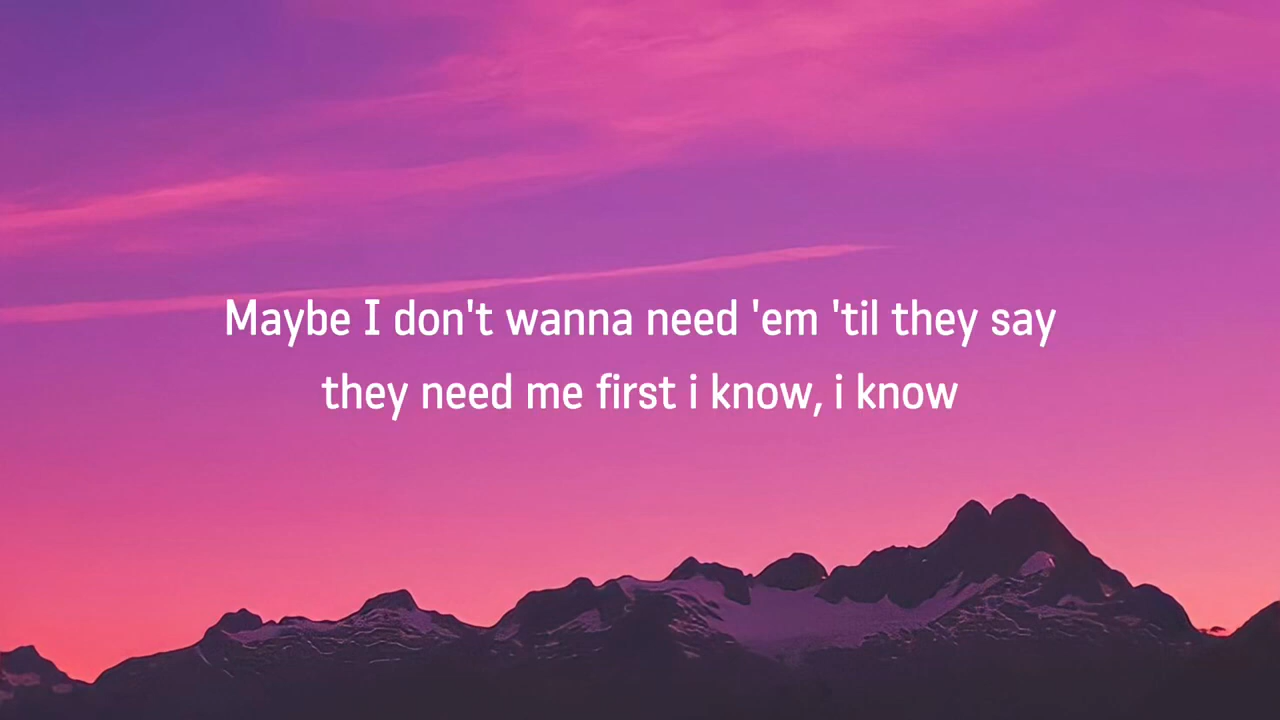 Maybe I don't wanna need 'em 'til they say
they need me first i know, i know